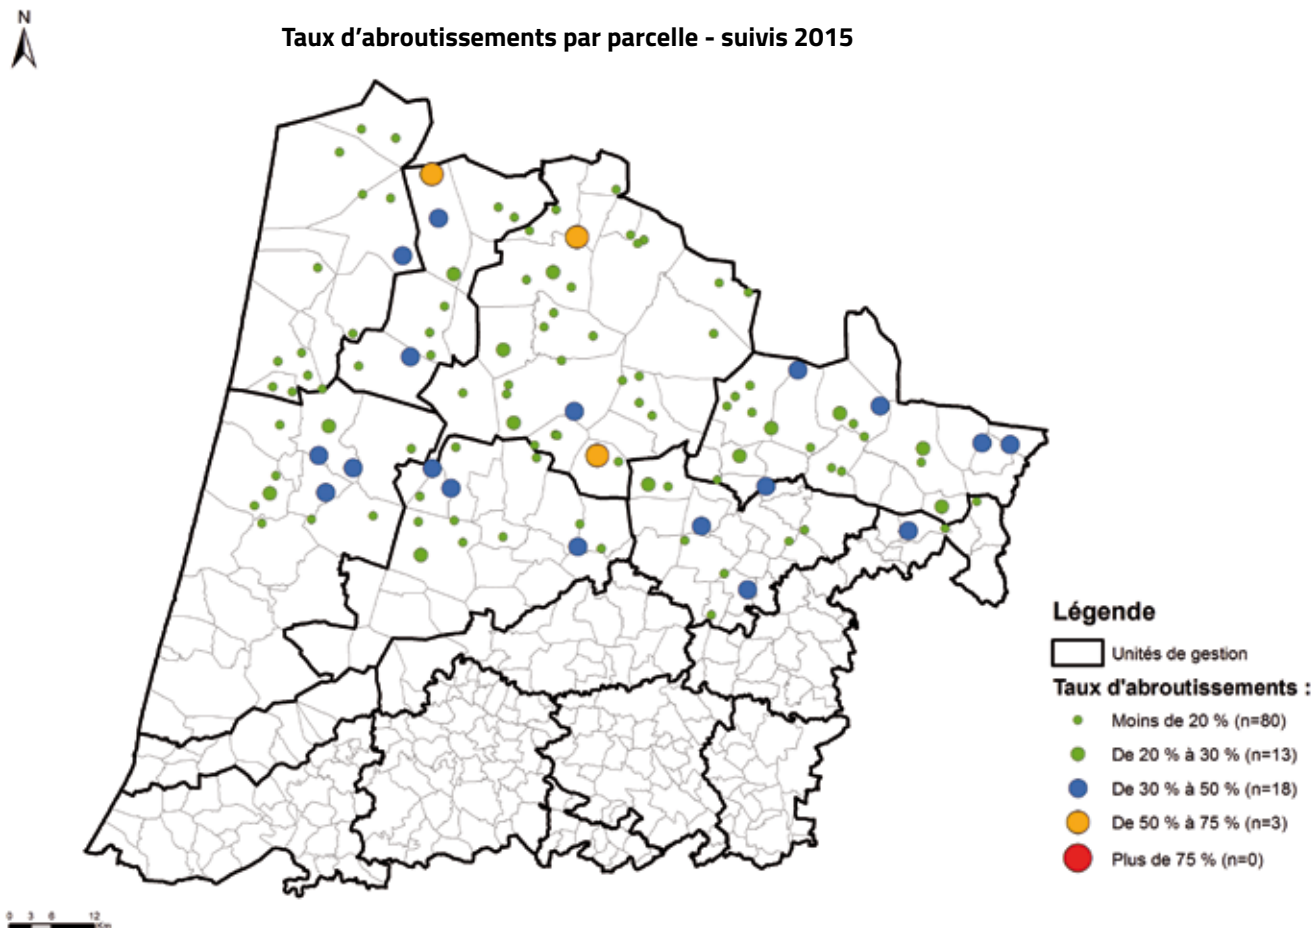 N
Taux d’abroutissements par parcelle - suivis 2015
Légende
Unités de gestion
Taux d'abroutissements :
Moins de 20 % (n=80)
De 20 % à 30 % (n=13)
De 30 % à 50 % (n=18)
De 50 % à 75 % (n=3)
Plus de 75 % (n=0)
0 3 6 12
Km